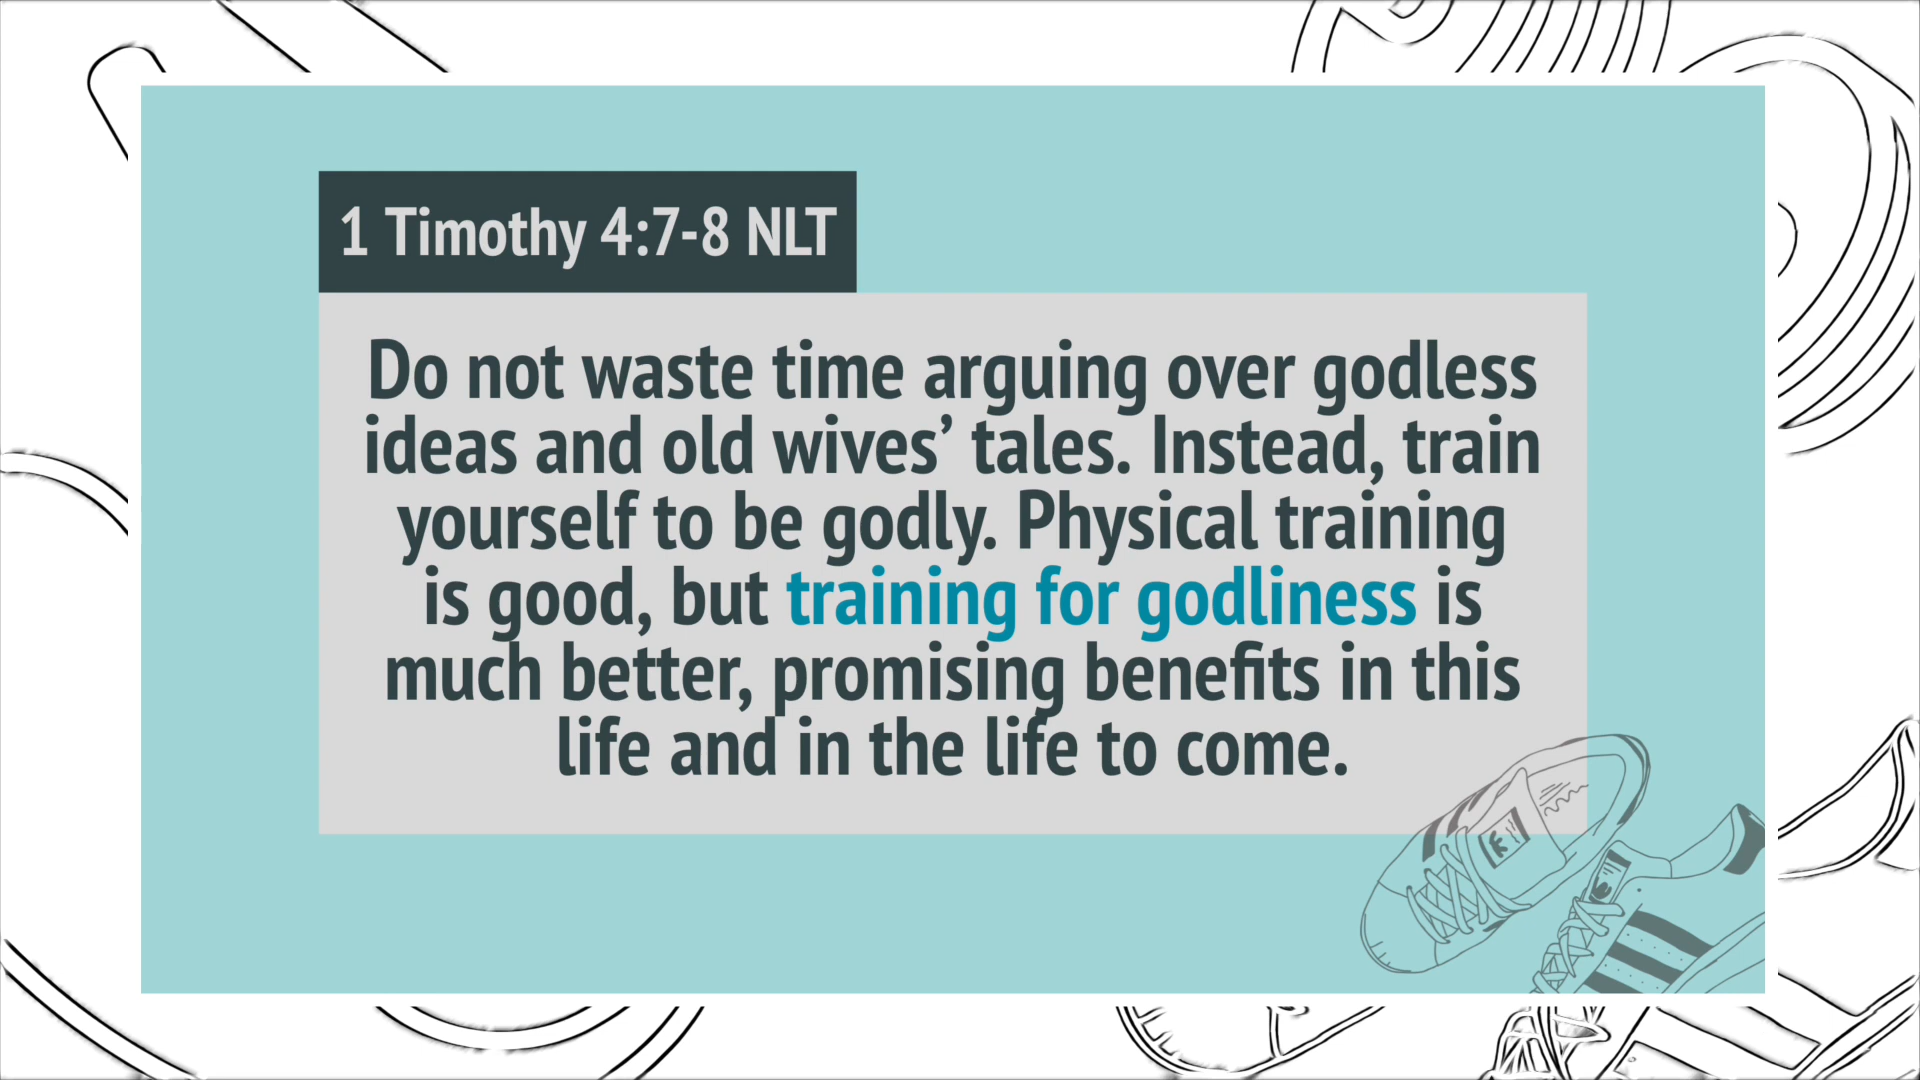 1 Timothy 4:7-8 NLT
Do not waste time arguing over godless
ideas and old wives’ tales. Instead, train
yourself to be godly. Physical training
is good, but training for godliness is
much better, promising benefits in this
life and in the life to come.